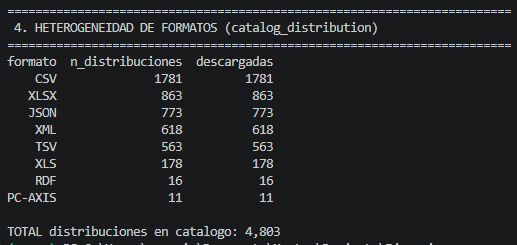 4. HETEROGENEIDAD DE FORMATOS (catalog_distribution)
formato n_distribuciones descargadas
CSV 1781 1781
XLSX 863 863
JSON 773 773
XML 618 618
TSV 563 563
XLS 178 178
RDF 16 16
PC-AXIS 11 11
TOTAL distribuciones en catalogo: 4,803